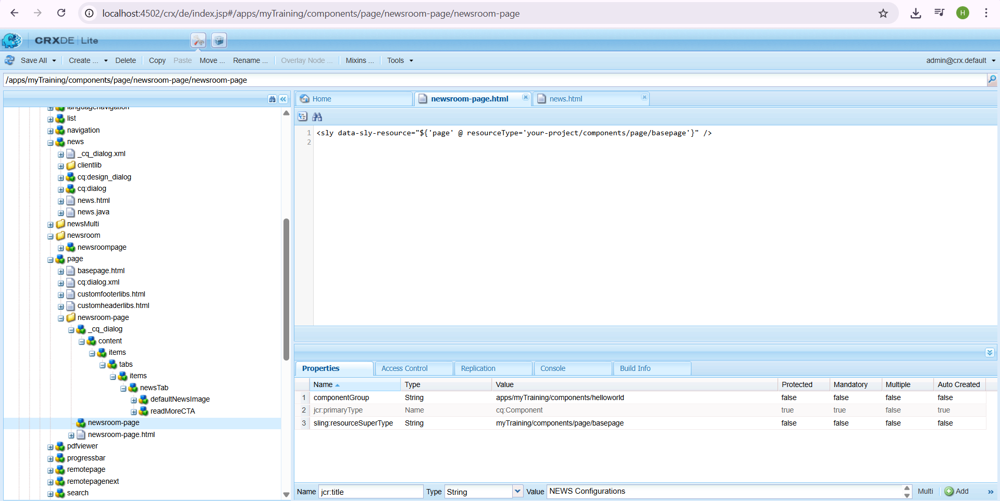 localhost:4502/crx/de/index.jsp#/apps/myTraining/components/page/newsroom-page/newsroom-page
H
CRXDE | Lite
Save All Create ... Delete Copy Paste Move ... Rename ... Overlay Node ... Mixins ... Tools admin@crx.default
/apps/myTraining/components/page/newsroom-page/newsroom-page
languagenavigation
list
navigation
news
_cq_dialog.xml
clientlib
cq:design_dialog
cq:dialog
news.html
news.java
newsMulti
newsroom
newsroompage
page
basepage.html
cq:dialog.xml
customfooterlibs.html
customheaderlibs.html
newsroom-page
_cq_dialog
content
items
tabs
items
newsTab
defaultNewsImage
readMoreCTA
newsroom-page
newsroom-page.html
pdfviewer
progressbar
remotepage
remotepagenext
search
Home newsroom-page.html news.html
1 <sly data-sly-resource="${'page' @ resourceType='your-project/components/page/basepage'}" />
2
Properties Access Control Replication Console Build Info
Name Type Value Protected Mandatory Multiple Auto Created
1 componentGroup String apps/myTraining/components/helloworld false false false false
2 jcr:primaryType Name cq:Component true true false true
3 sling:resourceSuperType String myTraining/components/page/basepage false false false false
Name jcr:title Type String Value NEWS Configurations Multi Add »